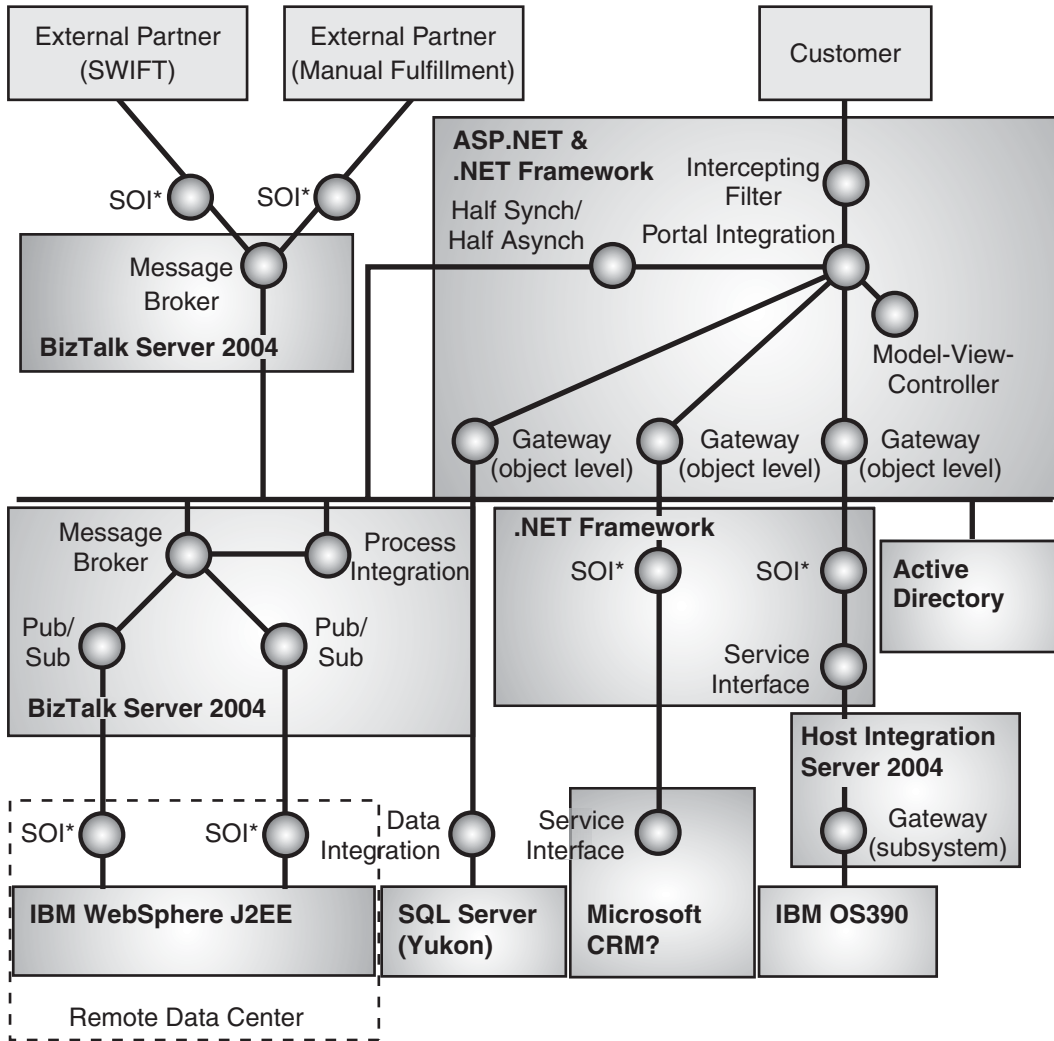 External Partner
(SWIFT)
External Partner
(Manual Fulfillment)
Customer
ASP.NET &
.NET Framework
Intercepting
Filter
SOI*
SOI*
Half Synch/
Half Asynch
Portal Integration
Message
Broker
BizTalk Server 2004
Model-View-
Controller
Gateway
(object level)
Gateway
(object level)
Gateway
(object level)
Message
Broker
Process
Integration
.NET Framework
SOI*
SOI*
Active
Directory
Pub/
Sub
Pub/
Sub
Service
Interface
BizTalk Server 2004
Host Integration
Server 2004
SOI*
SOI*
Data
Integration
Service
Interface
Gateway
(subsystem)
IBM WebSphere J2EE
SQL Server
(Yukon)
Microsoft
CRM?
IBM OS390
Remote Data Center